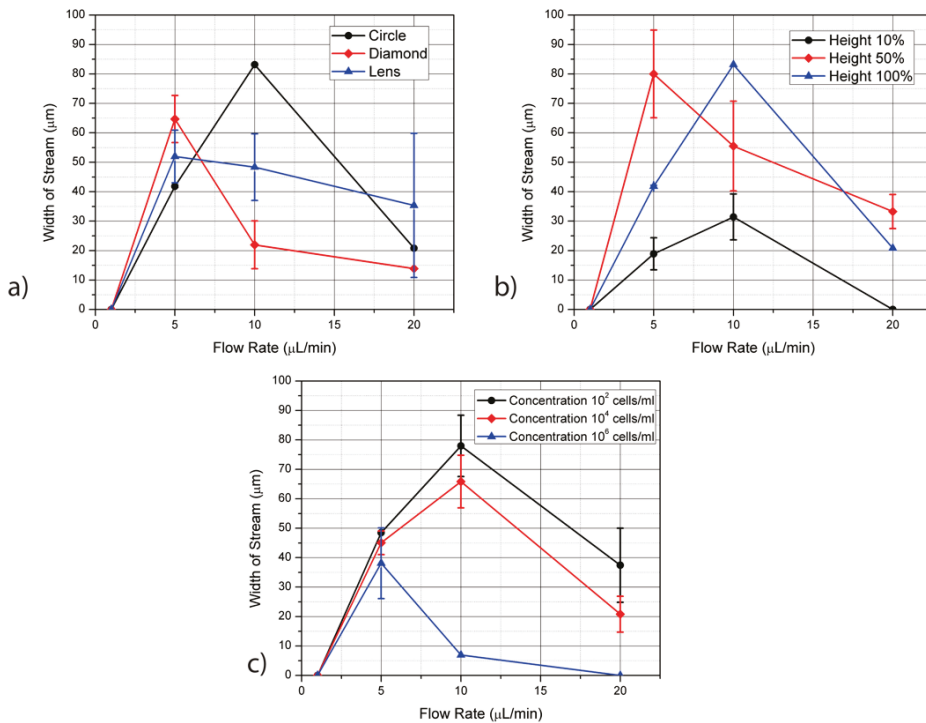 a)
Width of Stream (μm)
100
90
80
70
60
50
40
30
20
10
0
0 5 10 15 20
Flow Rate (μL/min)
Circle
Diamond
Lens
b)
Width of Stream (μm)
100
90
80
70
60
50
40
30
20
10
0
0 5 10 15 20
Flow Rate (μL/min)
Height 10%
Height 50%
Height 100%
c)
Width of Stream (μm)
100
90
80
70
60
50
40
30
20
10
0
0 5 10 15 20
Flow Rate (μL/min)
Concentration 10² cells/ml
Concentration 10⁴ cells/ml
Concentration 10⁶ cells/ml